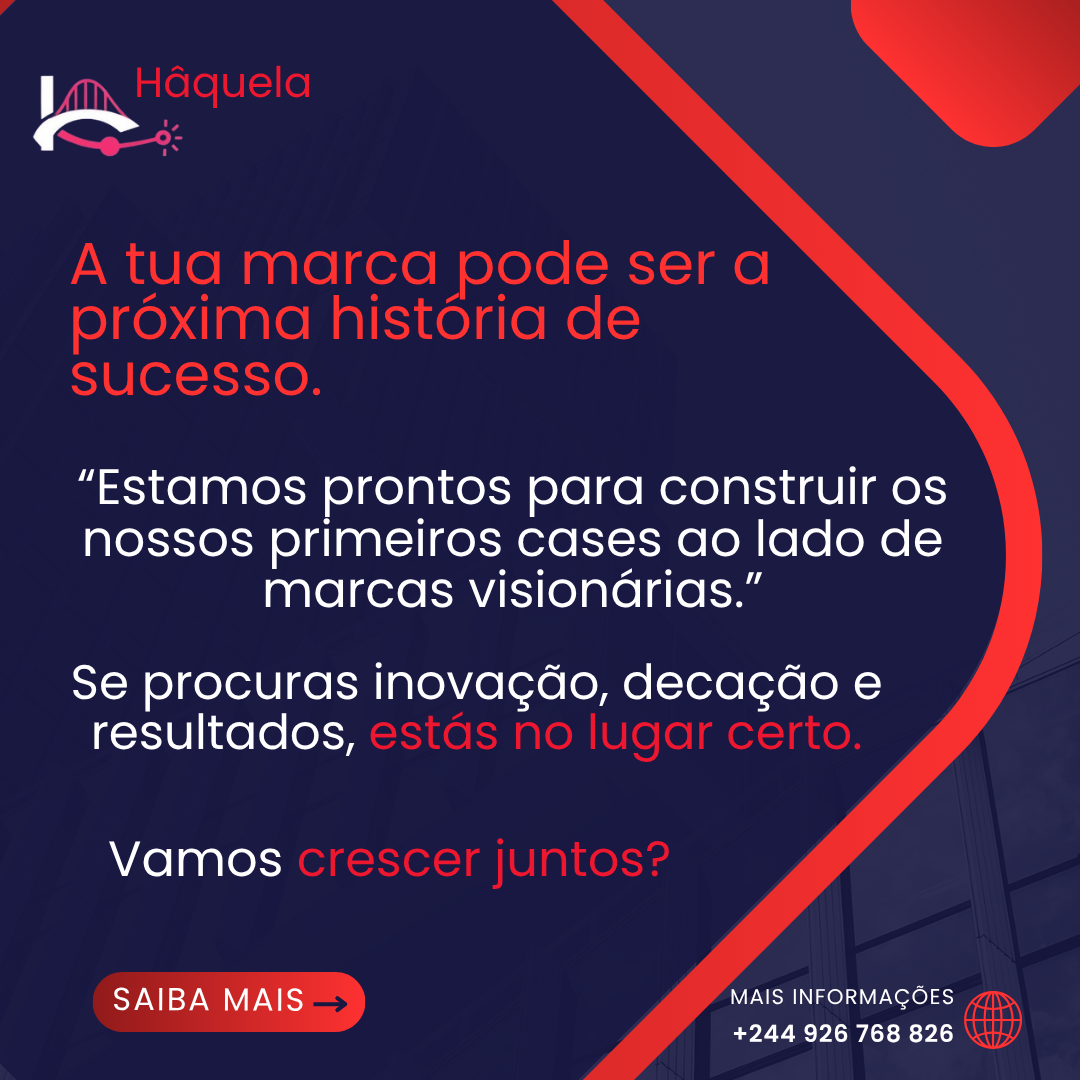 Hâquela
A tua marca pode ser a
próxima história de
sucesso.
“Estamos prontos para construir os
nossos primeiros cases ao lado de
marcas visionárias.”
Se procuras inovação, decação e
resultados, estás no lugar certo.
Vamos crescer juntos?
SAIBA MAIS
MAIS INFORMAÇÕES
+244 926 768 826